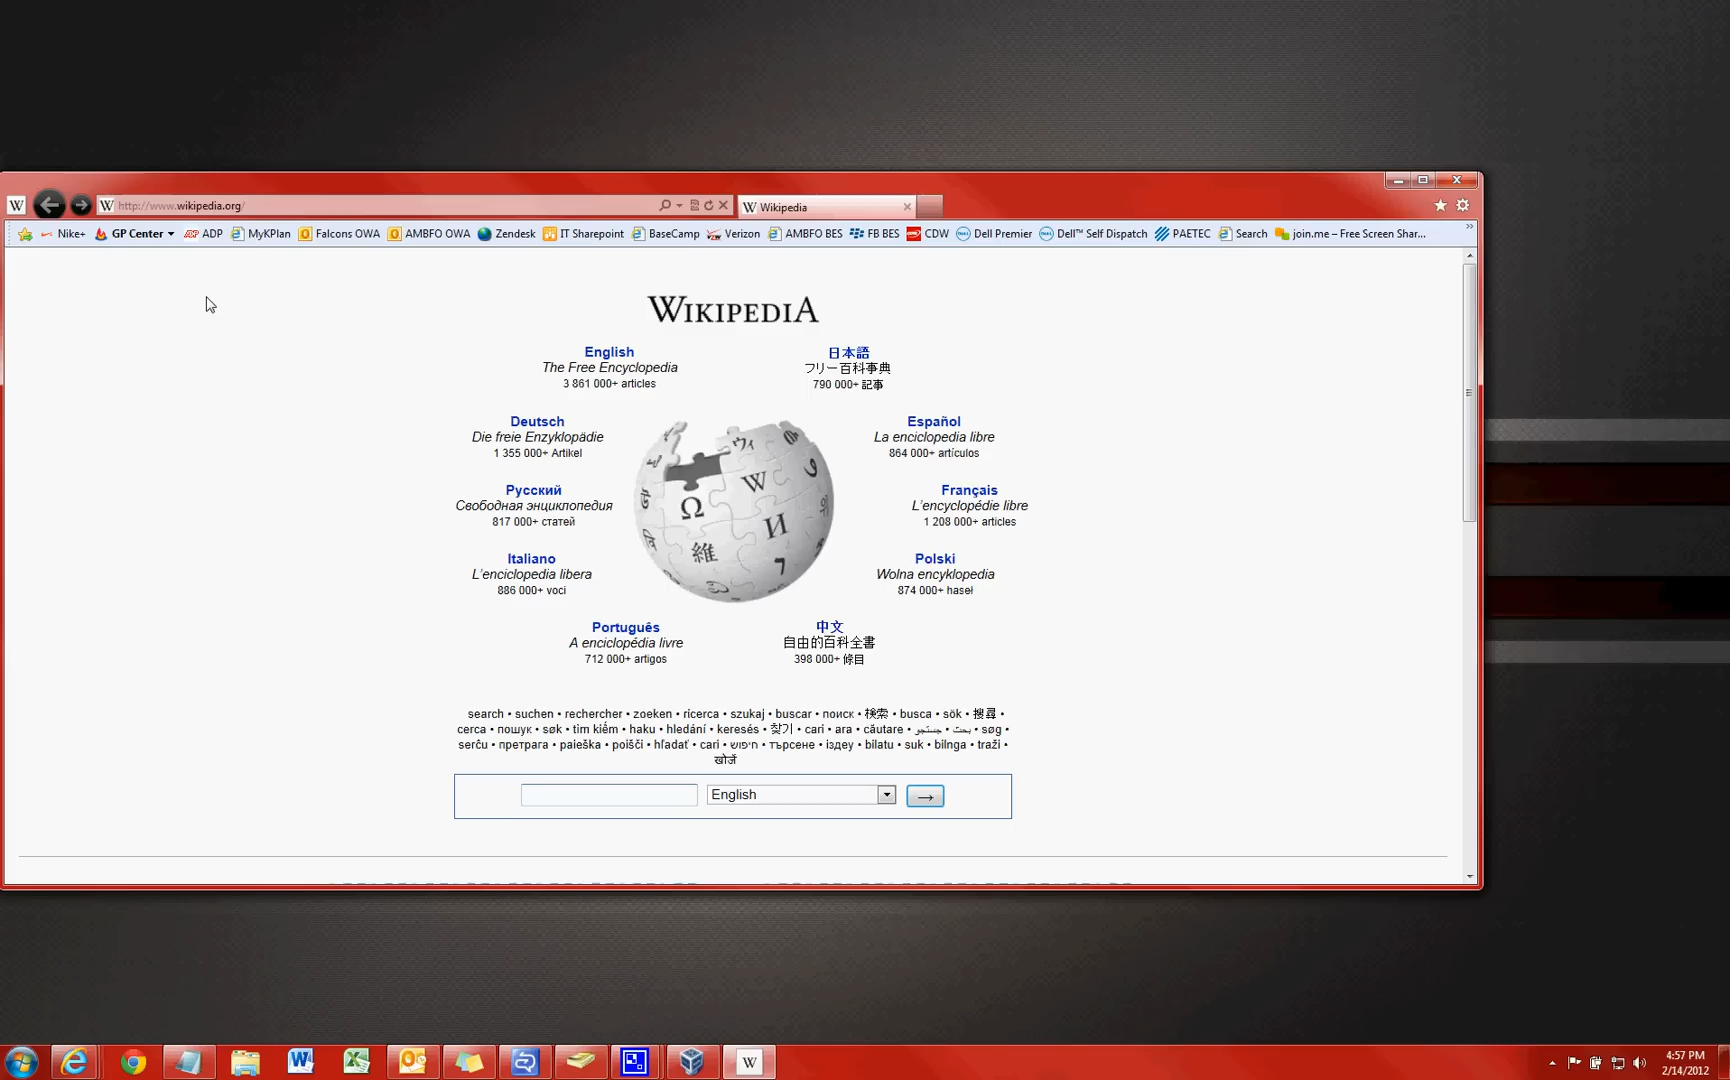 http://www.wikipedia.org/
Wikipedia
Nike+ GP Center ADP MyKPlan Falcons OWA AMBFO OWA Zendesk IT Sharepoint BaseCamp Verizon AMBFO BES FB BES CDW Dell Premier Dell™ Self Dispatch PAETEC Search join.me – Free Screen Shar...
WIKIPEDIA
English
The Free Encyclopedia
3 861 000+ articles
日本語
フリー百科事典
790 000+ 記事
Deutsch
Die freie Enzyklopädie
1 355 000+ Artikel
Español
La enciclopedia libre
864 000+ artículos
Русский
Свободная энциклопедия
817 000+ статей
Français
L'encyclopédie libre
1 208 000+ articles
Italiano
L'enciclopedia libera
886 000+ voci
Polski
Wolna encyklopedia
874 000+ haseł
Português
A enciclopédia livre
712 000+ artigos
中文
自由的百科全書
398 000+ 條目
search • suchen • rechercher • zoeken • ricerca • szukaj • buscar • поиск • 検索 • busca • sök • 搜尋 •
cerca • пошук • søk • tìm kiếm • haku • hledání • keresés • 찾기 • cari • ara • căutare • جستجو • بحث • søg •
serĉu • претрага • paieška • poišči • hľadať • cari • חיפוש • търсене • іздеу • bilatu • suk • bilnga • traži •
खोजें
English
→
4:57 PM
2/14/2012